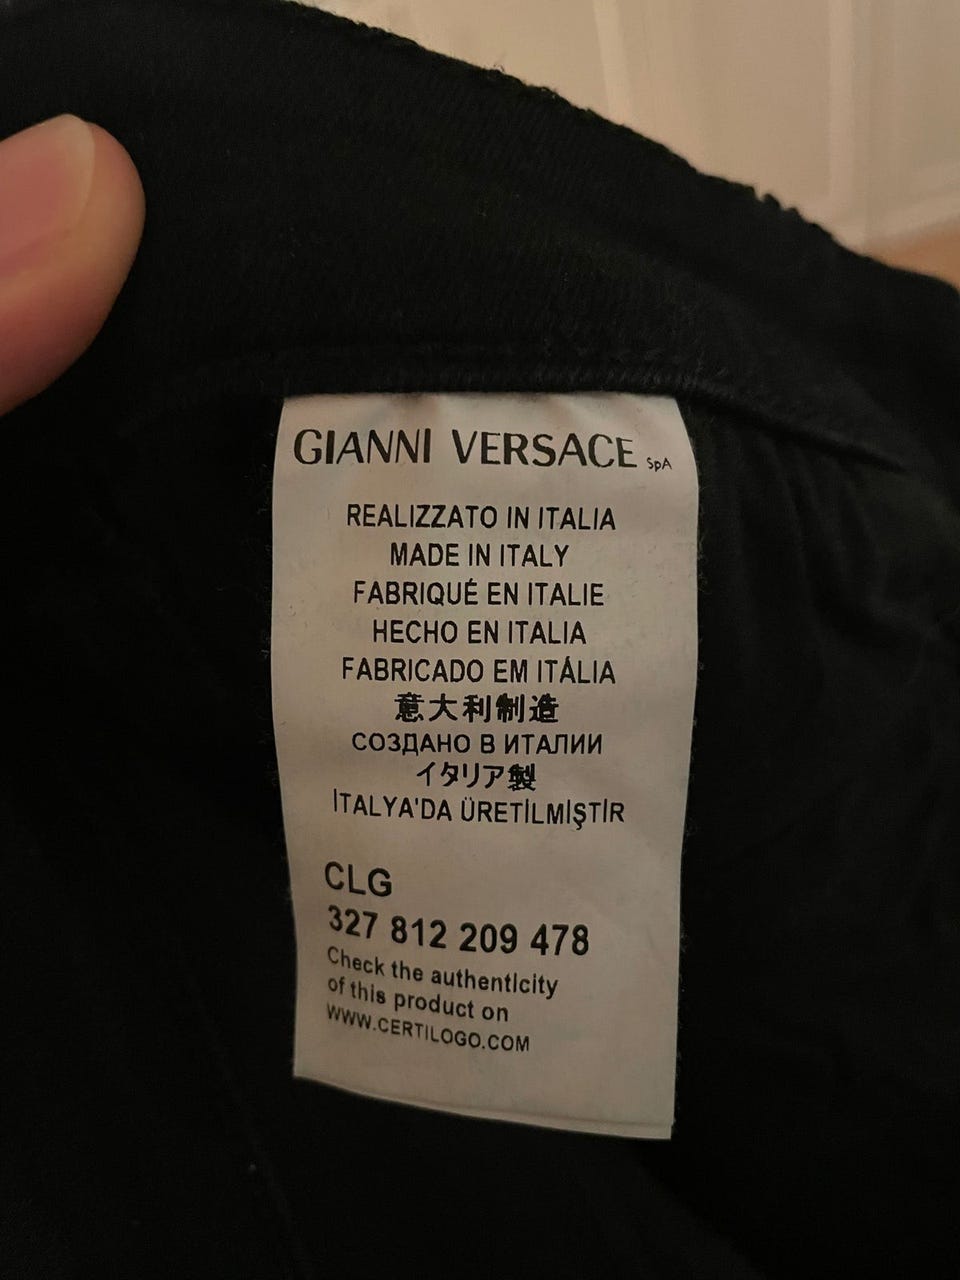 GIANNI VERSACE SpA
REALIZZATO IN ITALIA
MADE IN ITALY
FABRIQUÉ EN ITALIE
HECHO EN ITALIA
FABRICADO EM ITÁLIA
意大利制造
СОЗДАНО В ИТАЛИИ
イタリア製
İTALYA'DA ÜRETİLMİŞTİR
CLG
327 812 209 478
Check the authenticity
of this product on
WWW.CERTILOGO.COM